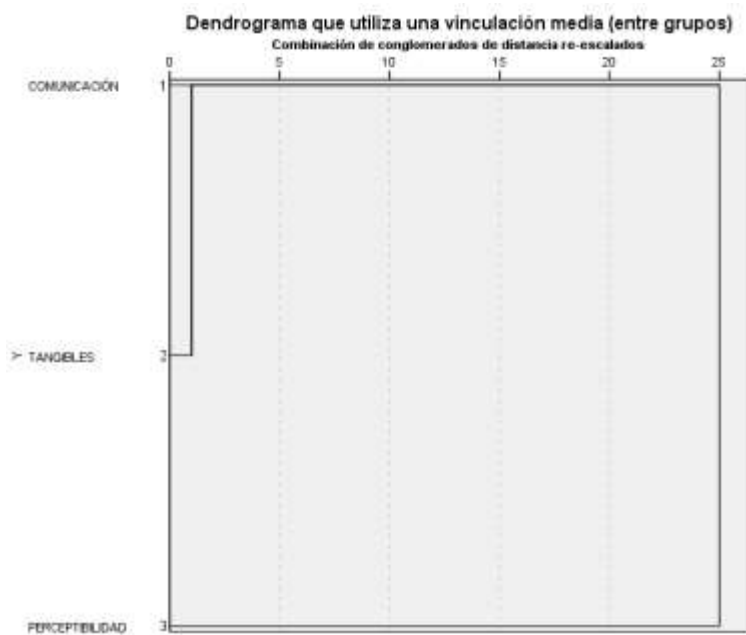 Dendrograma que utiliza una vinculación media (entre grupos)
Combinación de conglomerados de distancia re-escalados
0 5 10 15 20 25
COMUNICACIÓN 1
Y TANGIBLES 2
PERCEPTIBILIDAD 3